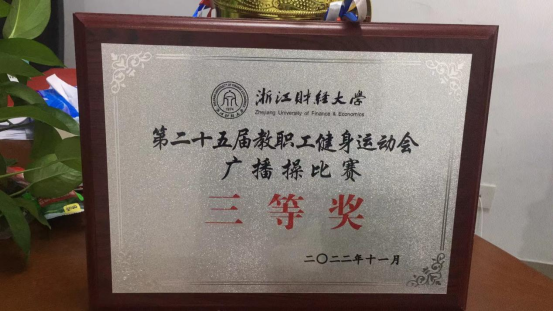 浙江财经大学
Zhejiang University of Finance & Economics
第二十五届教职工健身运动会
广播操比赛
三等奖
二〇二二年十一月